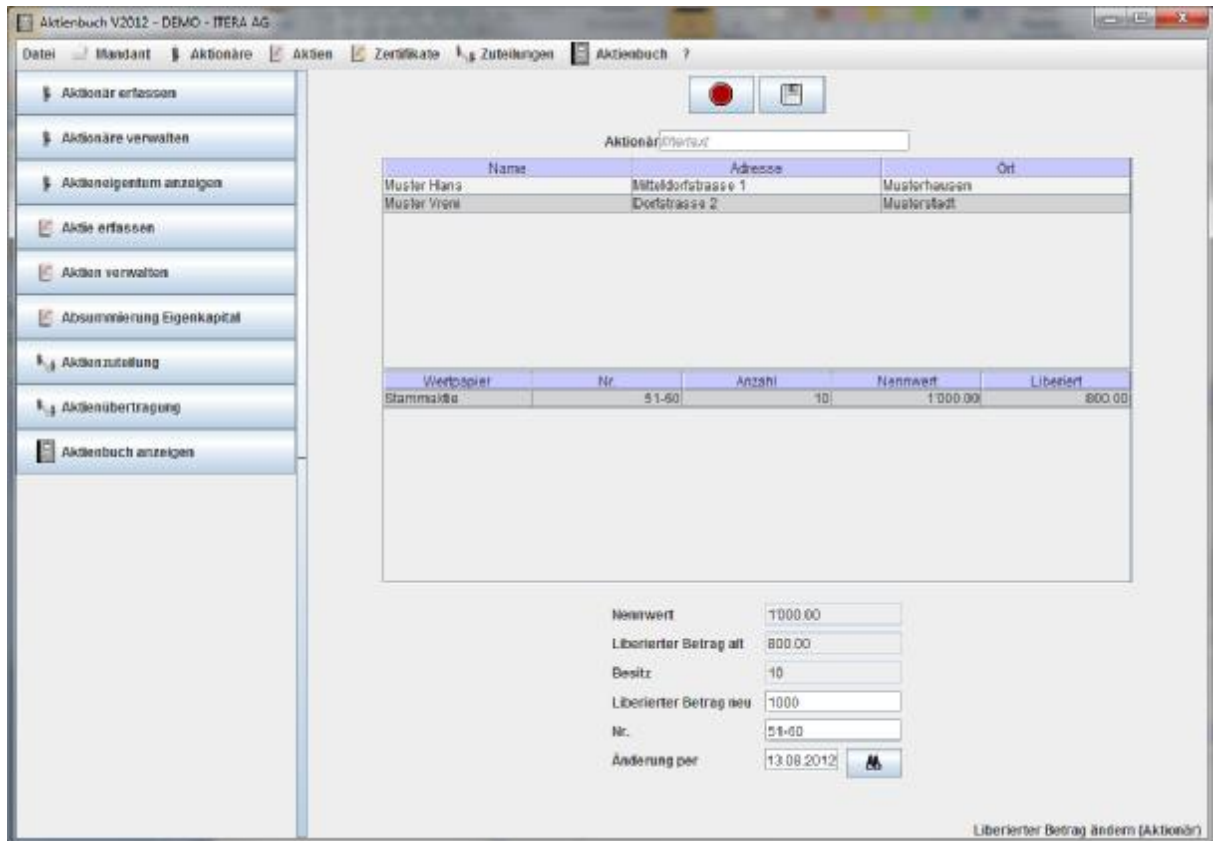 Aktienbuch V2012 - DEMO - ITERA AG
Datei Mandant Aktionäre Aktien Zertifikate Zuteilungen Aktienbuch ?
Aktionär erfassen
Aktionäre verwalten
Aktieneigentum anzeigen
Aktie erfassen
Aktien verwalten
Absummierung Eigenkapital
Aktienzuteilung
Aktienübertragung
Aktienbuch anzeigen
Aktionär Filtertext
Name Adresse Ort
Muster Hans Mitteldorfstrasse 1 Musterhausen
Muster Vreni Dorfstrasse 2 Musterstadt
Wertpapier Nr. Anzahl Nennwert Liberiert
Stammaktie 51-60 10 1'000.00 800.00
Nennwert 1'000.00
Liberierter Betrag alt 800.00
Besitz 10
Liberierter Betrag neu 1000
Nr. 51-60
Änderung per 13.08.2012
Liberierter Betrag ändern (Aktionär)